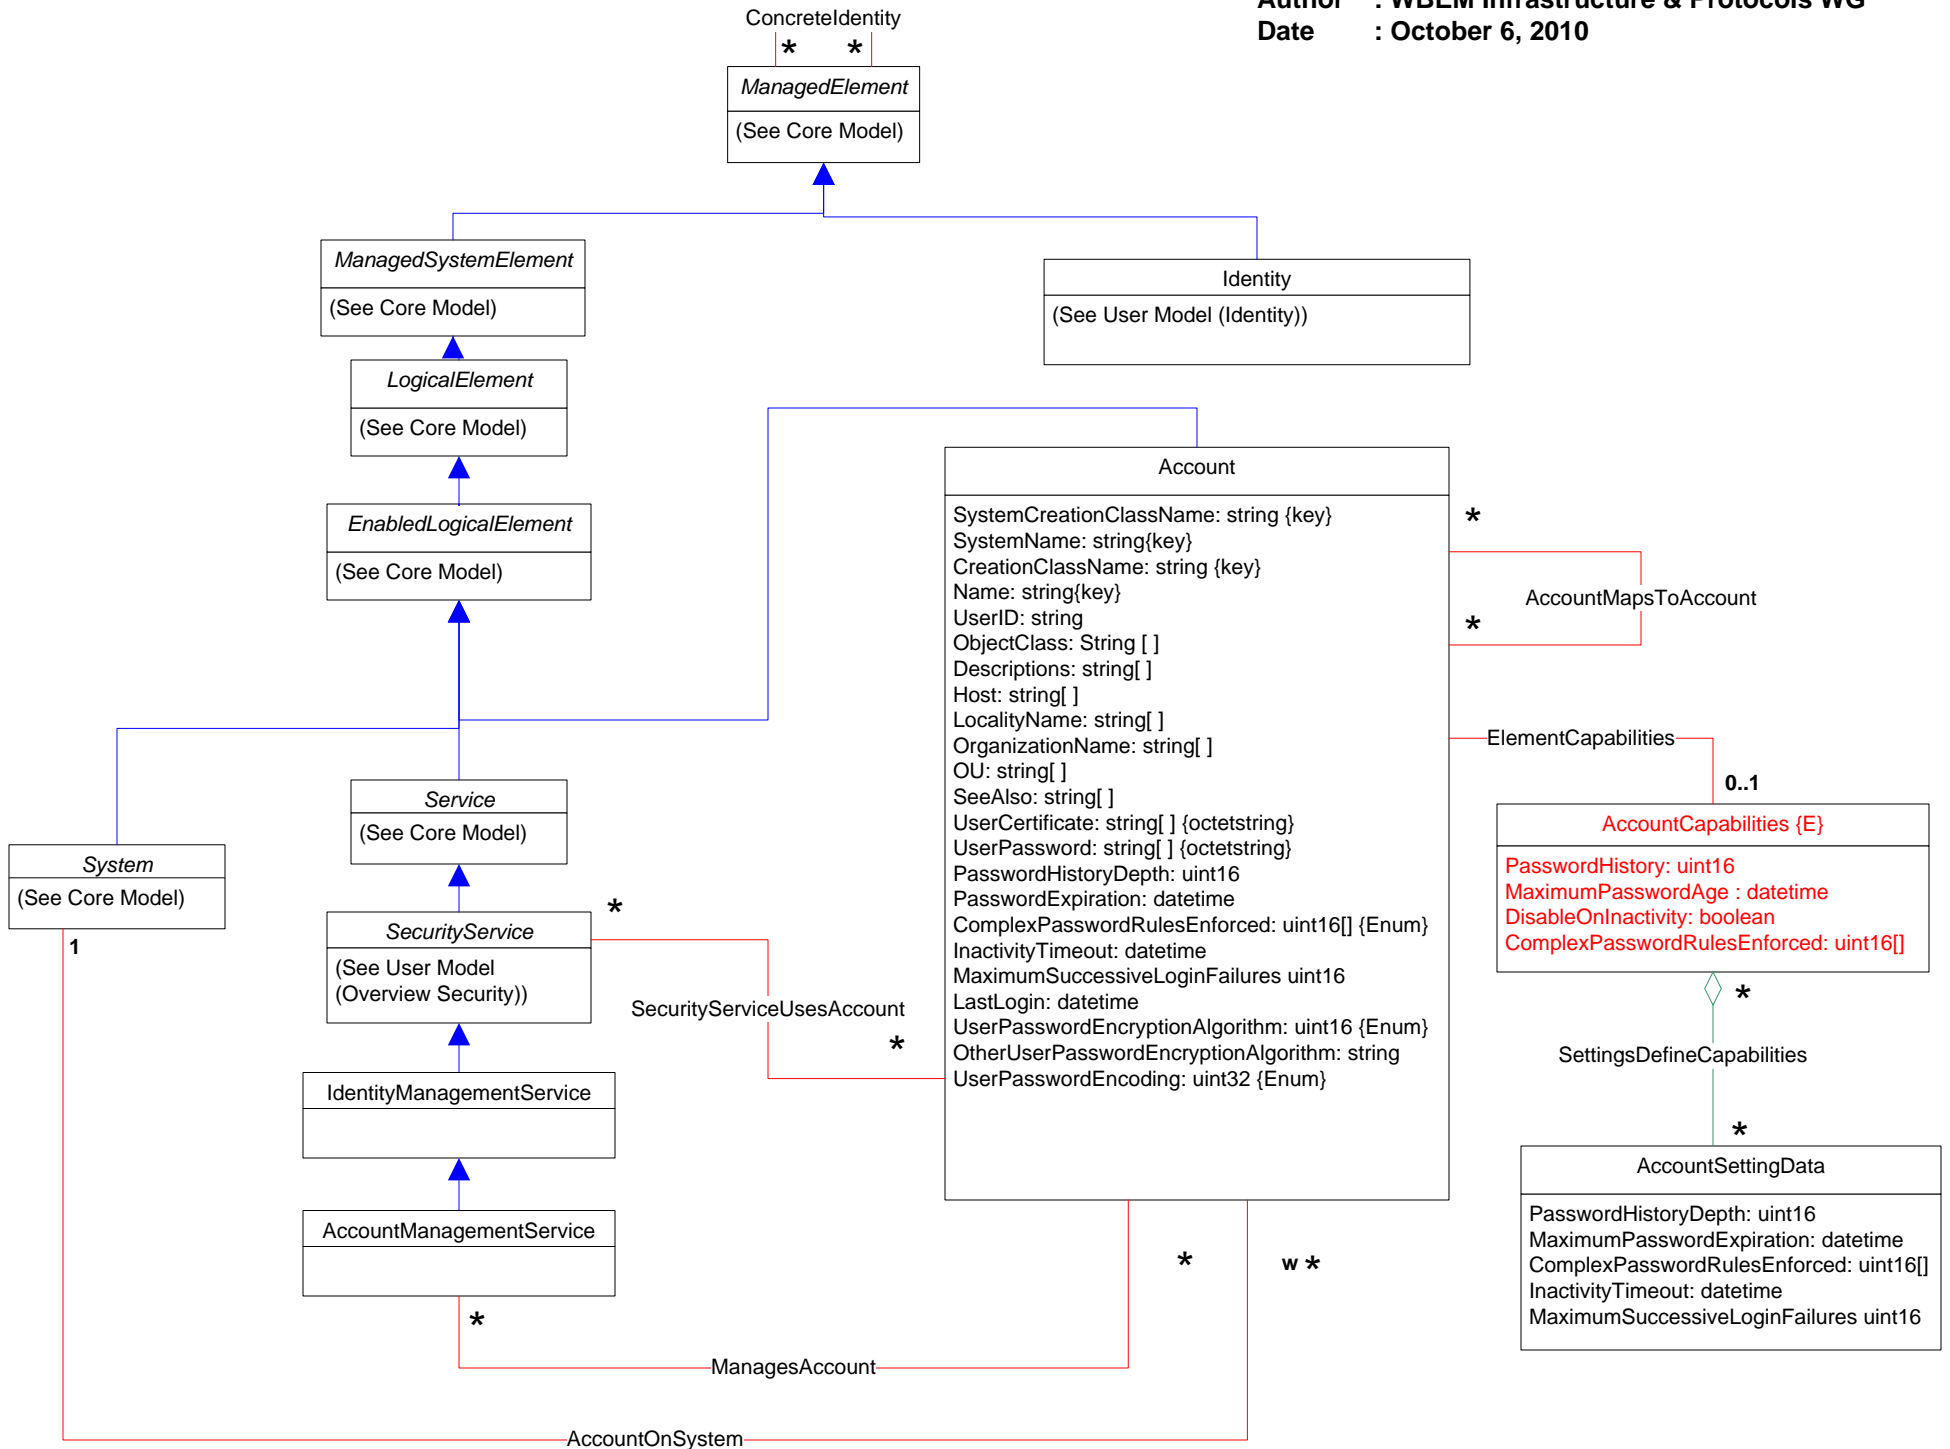 Author : WBEM Infrastructure & Protocols WG
Date : October 6, 2010
ConcreteIdentity
* *
ManagedElement
(See Core Model)
ManagedSystemElement
(See Core Model)
Identity
(See User Model (Identity))
LogicalElement
(See Core Model)
EnabledLogicalElement
(See Core Model)
Account
SystemCreationClassName: string {key}
SystemName: string{key}
CreationClassName: string {key}
Name: string{key}
UserID: string
ObjectClass: String [ ]
Descriptions: string[ ]
Host: string[ ]
LocalityName: string[ ]
OrganizationName: string[ ]
OU: string[ ]
SeeAlso: string[ ]
UserCertificate: string[ ] {octetstring}
UserPassword: string[ ] {octetstring}
PasswordHistoryDepth: uint16
PasswordExpiration: datetime
ComplexPasswordRulesEnforced: uint16[] {Enum}
InactivityTimeout: datetime
MaximumSuccessiveLoginFailures uint16
LastLogin: datetime
UserPasswordEncryptionAlgorithm: uint16 {Enum}
OtherUserPasswordEncryptionAlgorithm: string
UserPasswordEncoding: uint32 {Enum}
*
AccountMapsToAccount
*
ElementCapabilities
0..1
AccountCapabilities {E}
PasswordHistory: uint16
MaximumPasswordAge : datetime
DisableOnInactivity: boolean
ComplexPasswordRulesEnforced: uint16[]
*
SettingsDefineCapabilities
*
AccountSettingData
PasswordHistoryDepth: uint16
MaximumPasswordExpiration: datetime
ComplexPasswordRulesEnforced: uint16[]
InactivityTimeout: datetime
MaximumSuccessiveLoginFailures uint16
Service
(See Core Model)
System
(See Core Model)
1
SecurityService
(See User Model
(Overview Security))
*
SecurityServiceUsesAccount
*
IdentityManagementService
AccountManagementService
*
*
w *
ManagesAccount
AccountOnSystem